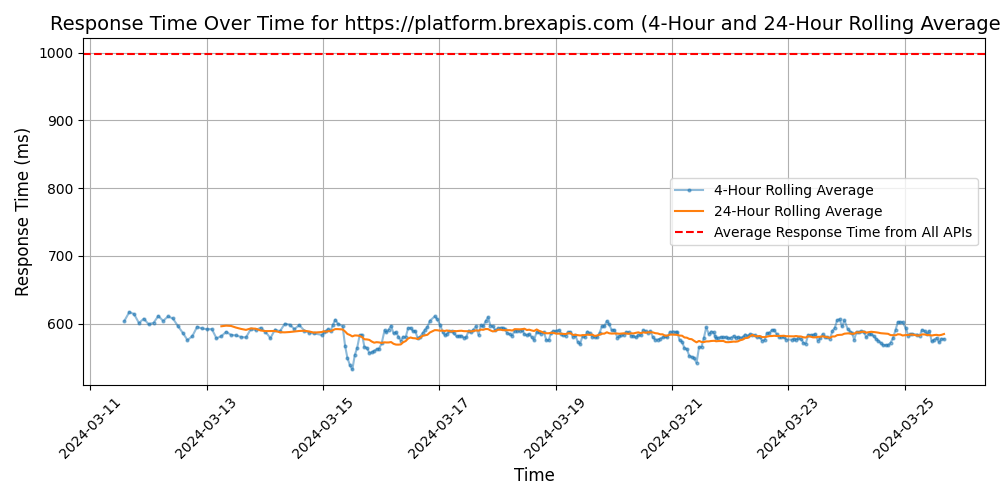 Response Time Over Time for https://platform.brexapis.com (4-Hour and 24-Hour Rolling Average
Response Time (ms)
1000
900
800
700
600
4-Hour Rolling Average
24-Hour Rolling Average
Average Response Time from All APIs
2024-03-11
2024-03-13
2024-03-15
2024-03-17
2024-03-19
2024-03-21
2024-03-23
2024-03-25
Time